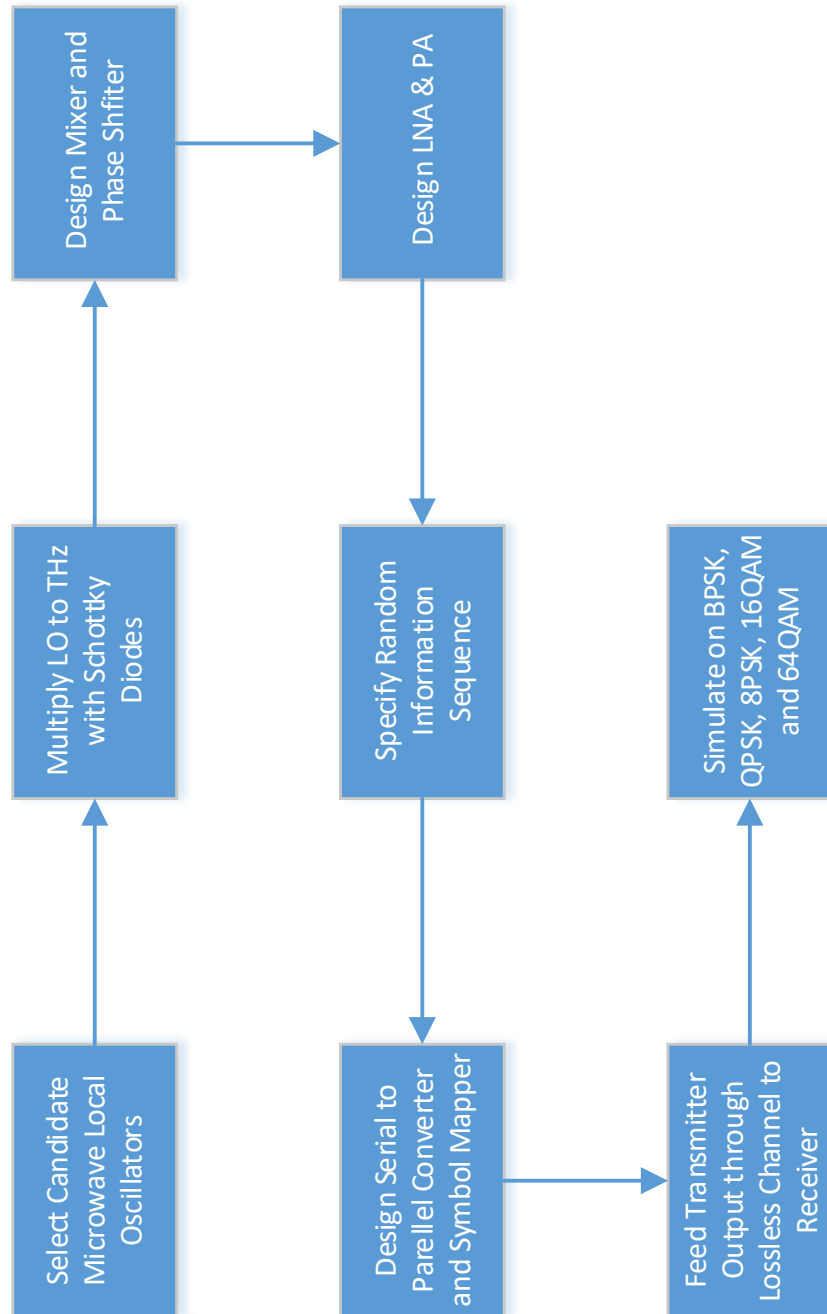 Select Candidate
Microwave Local
Oscillators
Multiply LO to THz
with Schottky
Diodes
Design Mixer and
Phase Shfiter
Design LNA & PA
Specify Random
Information
Sequence
Design Serial to
Parellel Converter
and Symbol Mapper
Feed Transmitter
Output through
Lossless Channel to
Receiver
Simulate on BPSK,
QPSK, 8PSK, 16QAM
and 64QAM